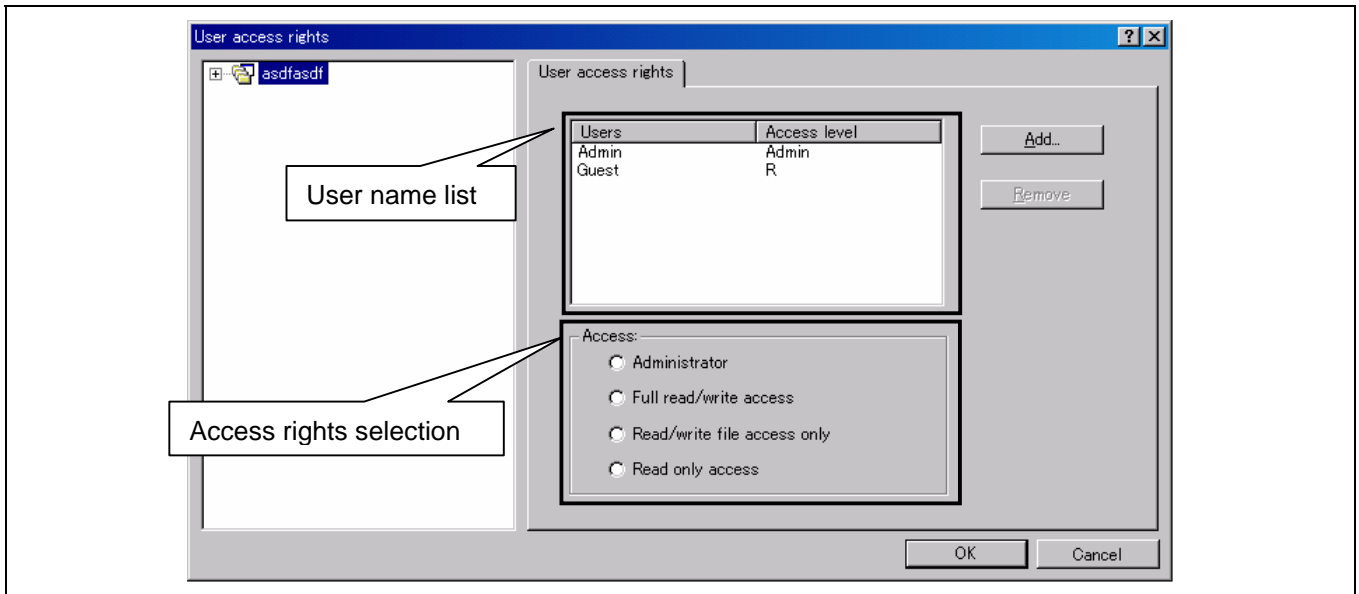 User access rights
asdfasdf
User access rights
Users Access level
Admin Admin
Guest R
Add...
Remove
User name list
Access:
Administrator
Full read/write access
Read/write file access only
Read only access
Access rights selection
OK Cancel